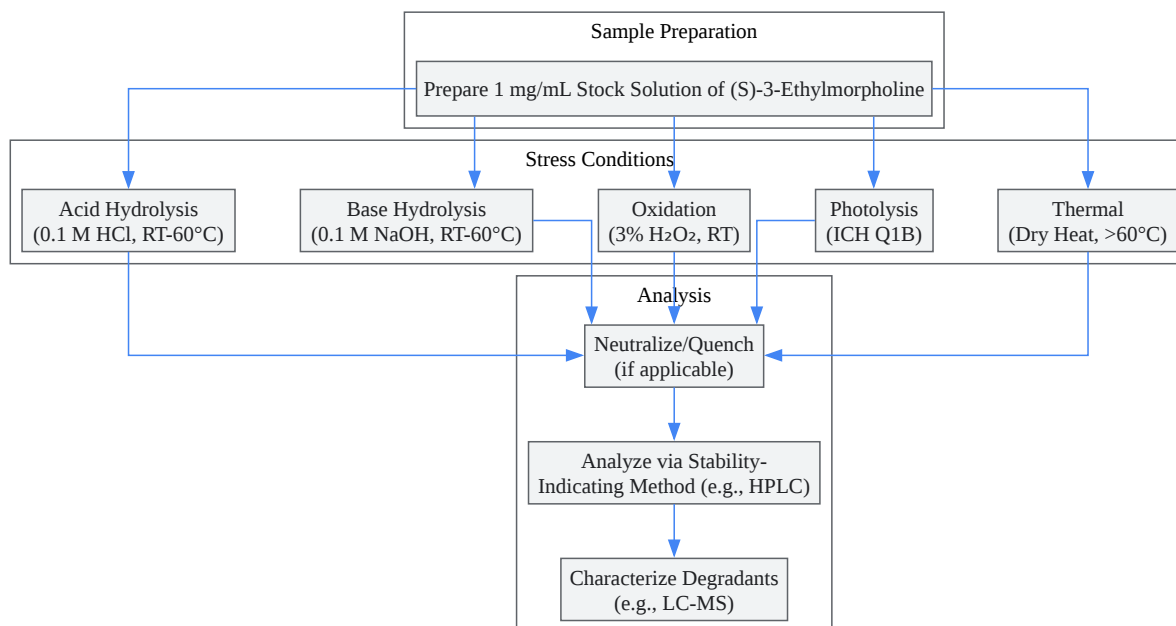 Sample Preparation
Prepare 1 mg/mL Stock Solution of (S)-3-Ethylmorpholine
Stress Conditions
Acid Hydrolysis
(0.1 M HCl, RT-60°C)
Base Hydrolysis
(0.1 M NaOH, RT-60°C)
Oxidation
(3% H₂O₂, RT)
Photolysis
(ICH Q1B)
Thermal
(Dry Heat, >60°C)
Analysis
Neutralize/Quench
(if applicable)
Analyze via Stability-
Indicating Method (e.g., HPLC)
Characterize Degradants
(e.g., LC-MS)